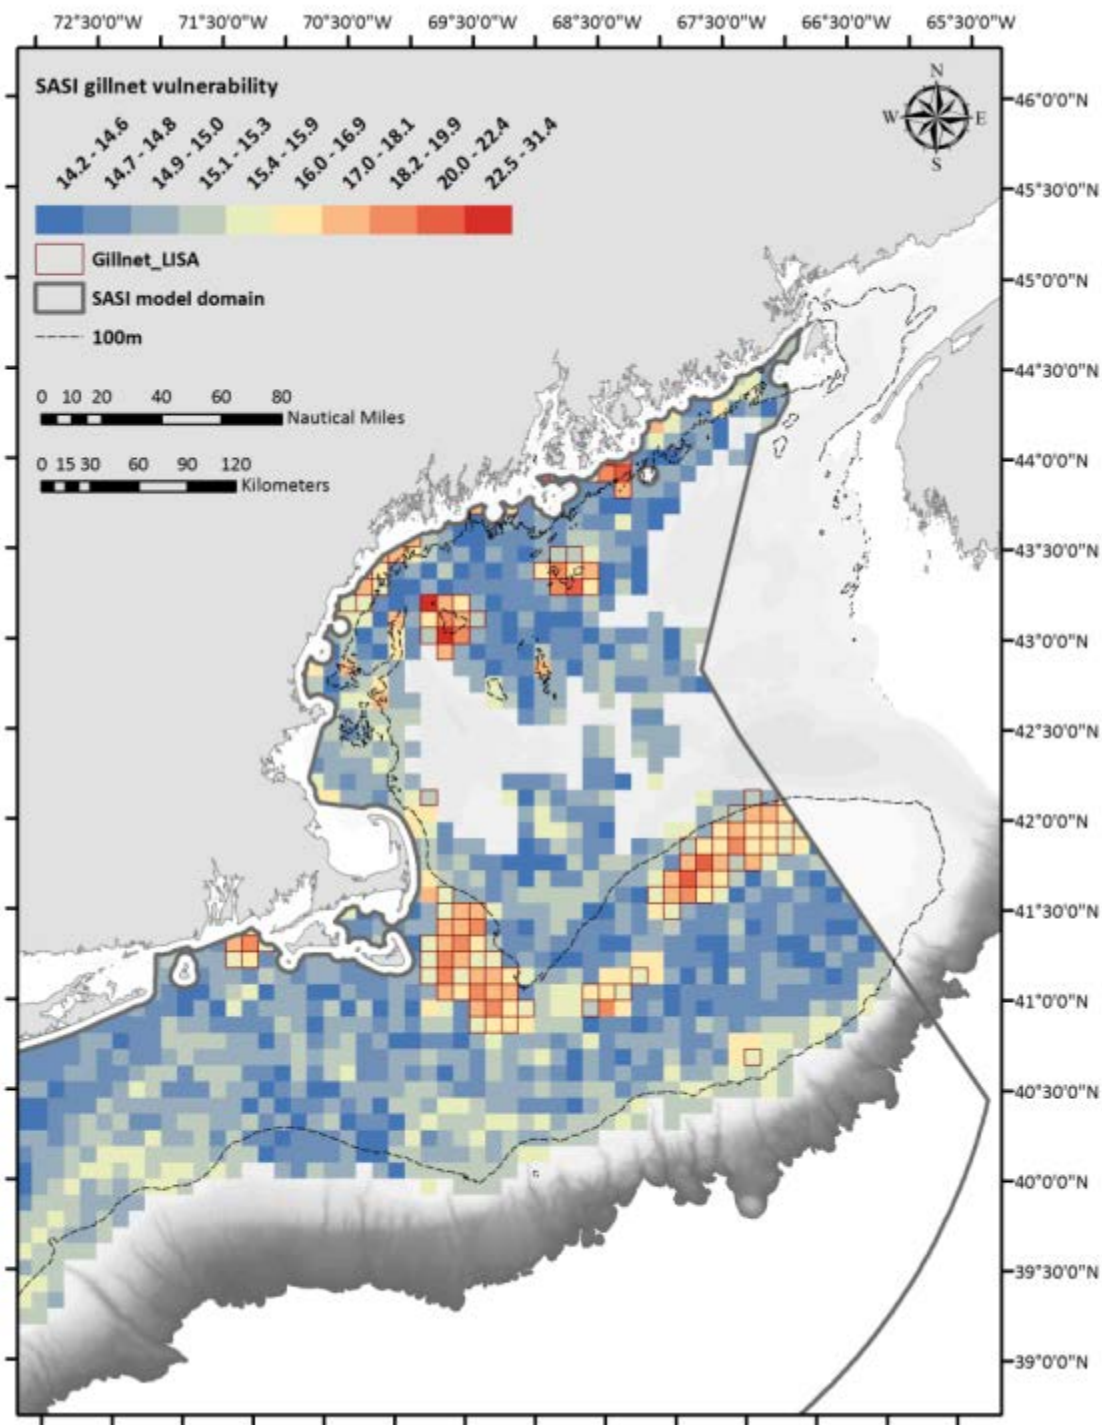 72°30'0"W 71°30'0"W 70°30'0"W 69°30'0"W 68°30'0"W 67°30'0"W 66°30'0"W 65°30'0"W
SASI gillnet vulnerability
14.2 - 14.6
14.7 - 14.8
14.9 - 15.0
15.1 - 15.3
15.4 - 15.9
16.0 - 16.9
17.0 - 18.1
18.2 - 19.9
20.0 - 22.4
22.5 - 31.4
Gillnet_LISA
SASI model domain
100m
0 10 20 40 60 80
Nautical Miles
0 15 30 60 90 120
Kilometers
N
W E
S
46°0'0"N
45°30'0"N
45°0'0"N
44°30'0"N
44°0'0"N
43°30'0"N
43°0'0"N
42°30'0"N
42°0'0"N
41°30'0"N
41°0'0"N
40°30'0"N
40°0'0"N
39°30'0"N
39°0'0"N